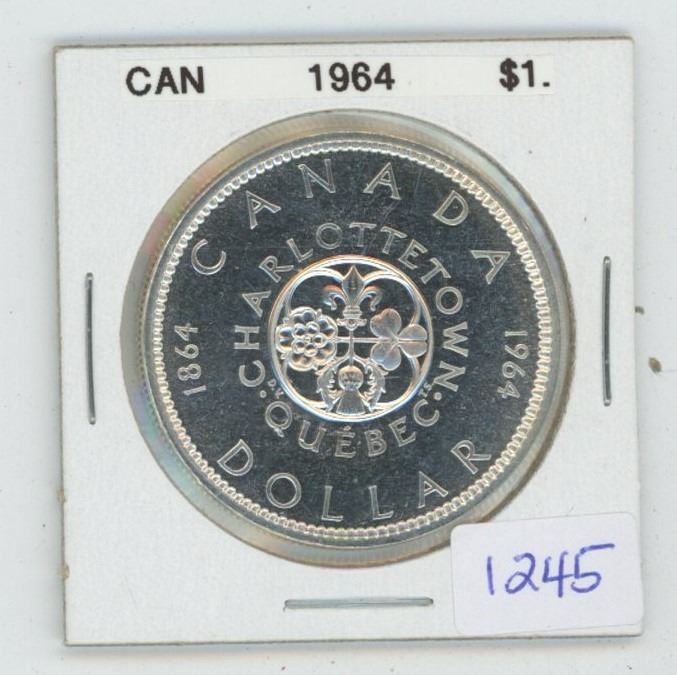 CAN 1964 $1.
CANADA
CHARLOTTETOWN
1864
1964
D.V.
T.S.
• QUÉBEC •
DOLLAR
1245